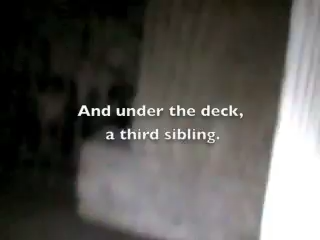 And under the deck,
a third sibling.